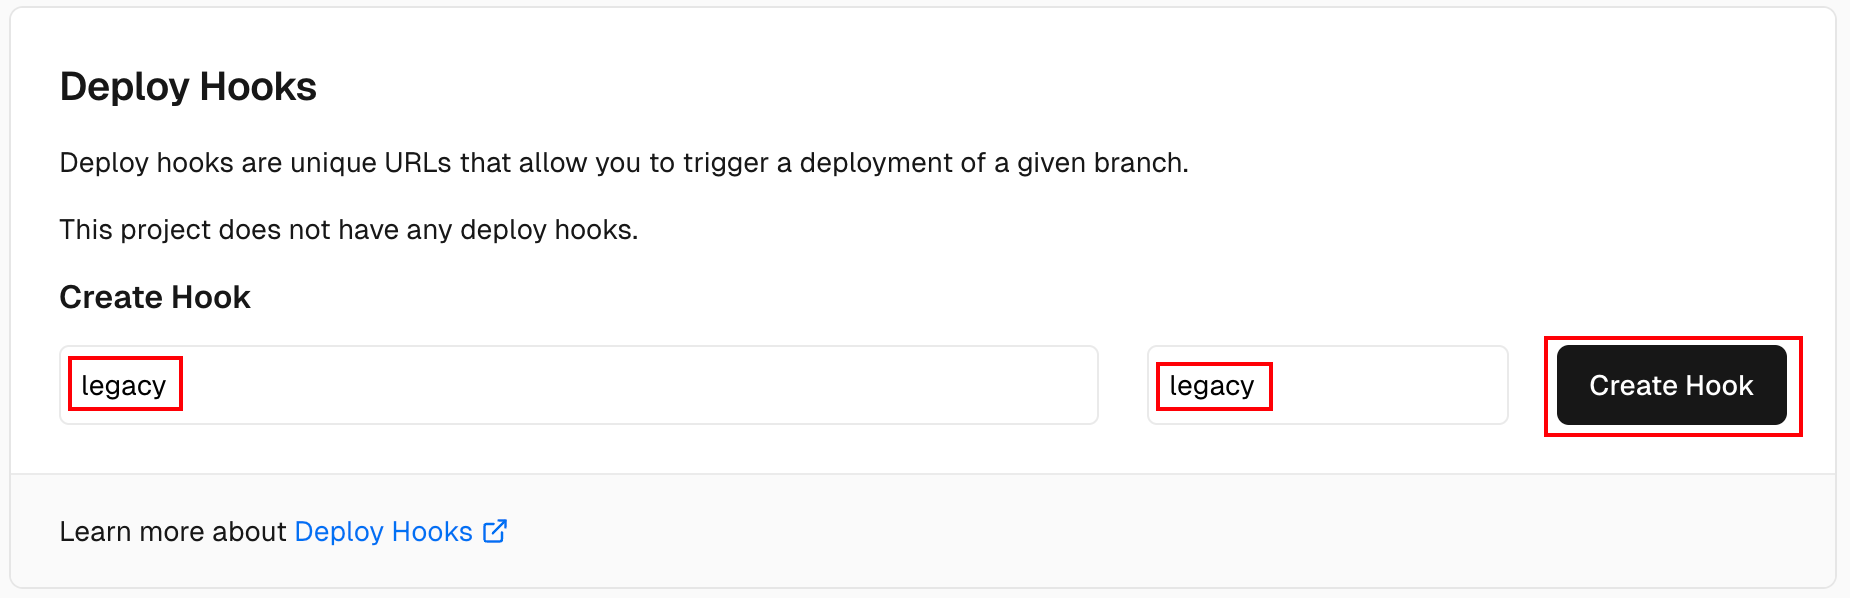 Deploy Hooks
Deploy hooks are unique URLs that allow you to trigger a deployment of a given branch.
This project does not have any deploy hooks.
Create Hook
legacy legacy Create Hook
Learn more about Deploy Hooks